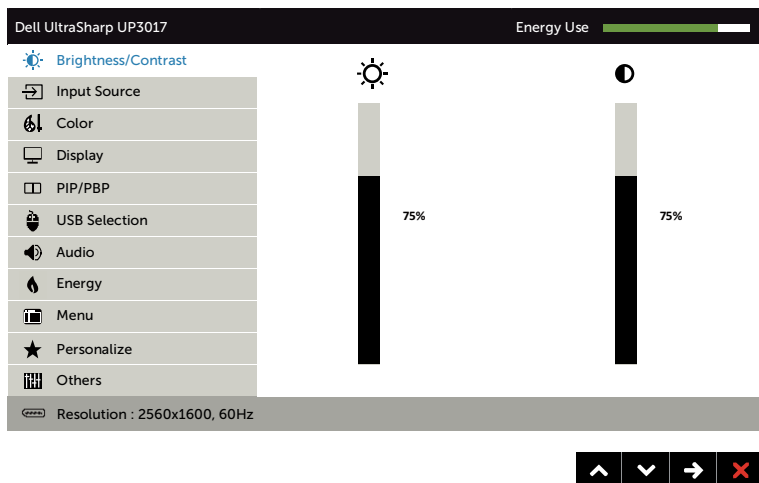 Dell UltraSharp UP3017
Energy Use
Brightness/Contrast
Input Source
Color
Display
PIP/PBP
USB Selection
Audio
Energy
Menu
Personalize
Others
75%
75%
Resolution : 2560x1600, 60Hz